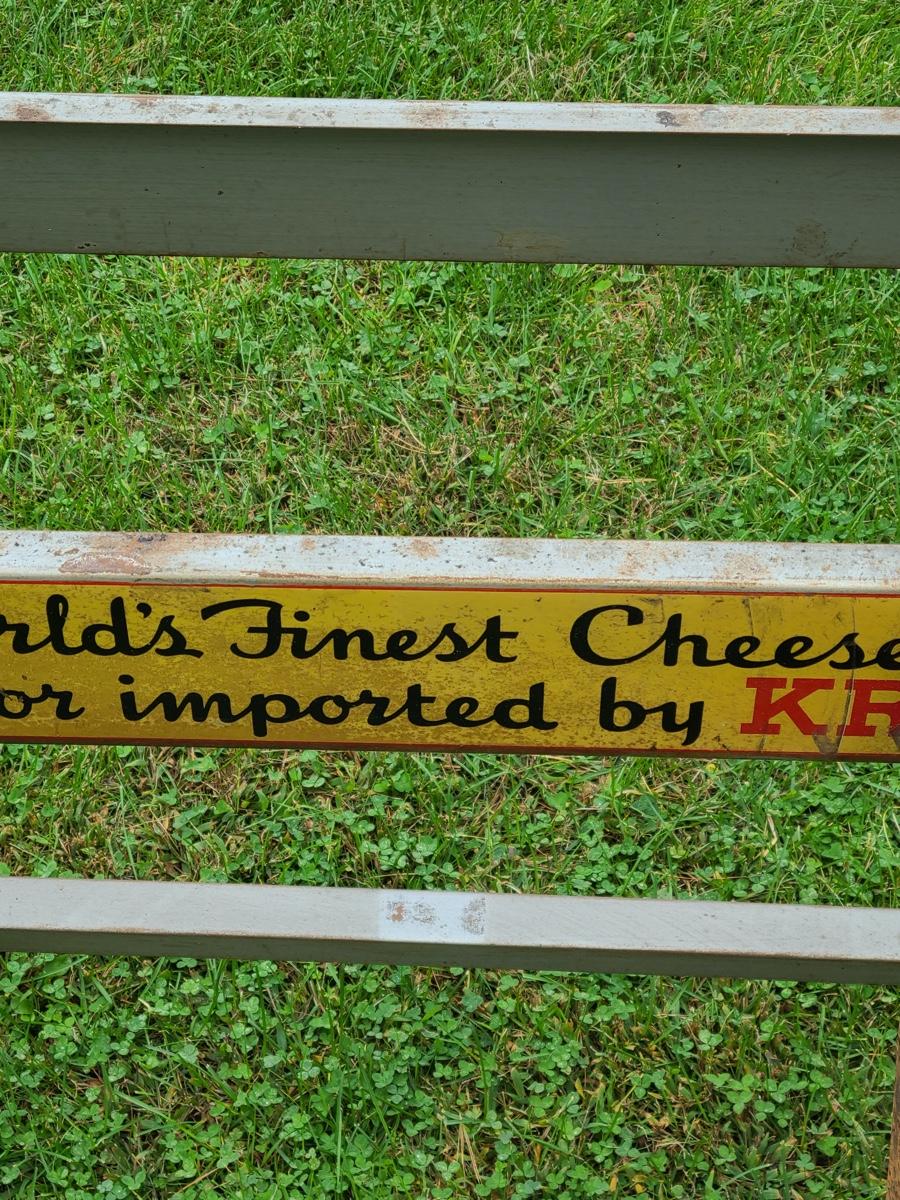 rld's Finest Cheese
or imported by KR